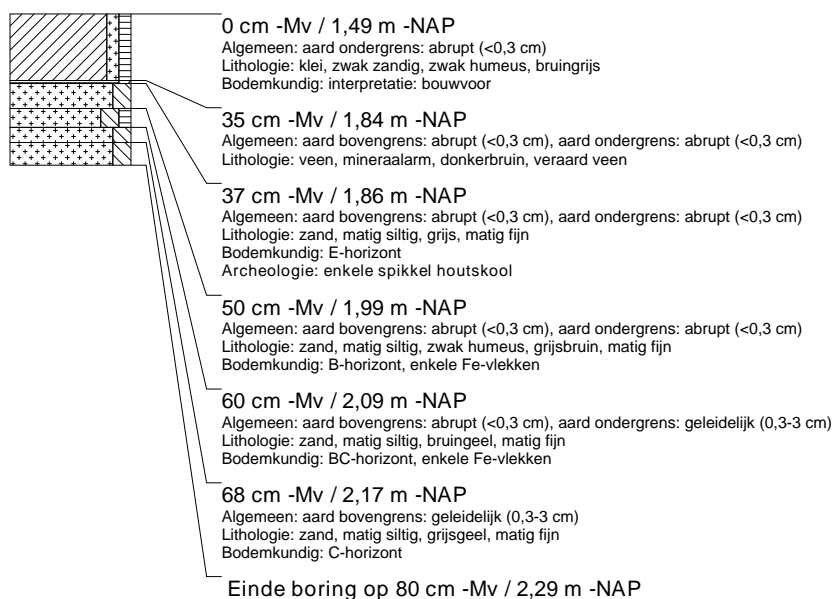 0 cm -Mv / 1,49 m -NAP
Algemeen: aard ondergrens: abrupt (<0,3 cm)
Lithologie: klei, zwak zandig, zwak humeus, bruingrijs
Bodemkundig: interpretatie: bouwvoor
35 cm -Mv / 1,84 m -NAP
Algemeen: aard bovengrens: abrupt (<0,3 cm), aard ondergrens: abrupt (<0,3 cm)
Lithologie: veen, mineraalarm, donkerbruin, veraard veen
37 cm -Mv / 1,86 m -NAP
Algemeen: aard bovengrens: abrupt (<0,3 cm), aard ondergrens: abrupt (<0,3 cm)
Lithologie: zand, matig siltig, grijs, matig fijn
Bodemkundig: E-horizont
Archeologie: enkele spikkel houtskool
50 cm -Mv / 1,99 m -NAP
Algemeen: aard bovengrens: abrupt (<0,3 cm), aard ondergrens: abrupt (<0,3 cm)
Lithologie: zand, matig siltig, zwak humeus, grijsbruin, matig fijn
Bodemkundig: B-horizont, enkele Fe-vlekken
60 cm -Mv / 2,09 m -NAP
Algemeen: aard bovengrens: abrupt (<0,3 cm), aard ondergrens: geleidelijk (0,3-3 cm)
Lithologie: zand, matig siltig, bruingeel, matig fijn
Bodemkundig: BC-horizont, enkele Fe-vlekken
68 cm -Mv / 2,17 m -NAP
Algemeen: aard bovengrens: geleidelijk (0,3-3 cm)
Lithologie: zand, matig siltig, grijsgeel, matig fijn
Bodemkundig: C-horizont
Einde boring op 80 cm -Mv / 2,29 m -NAP